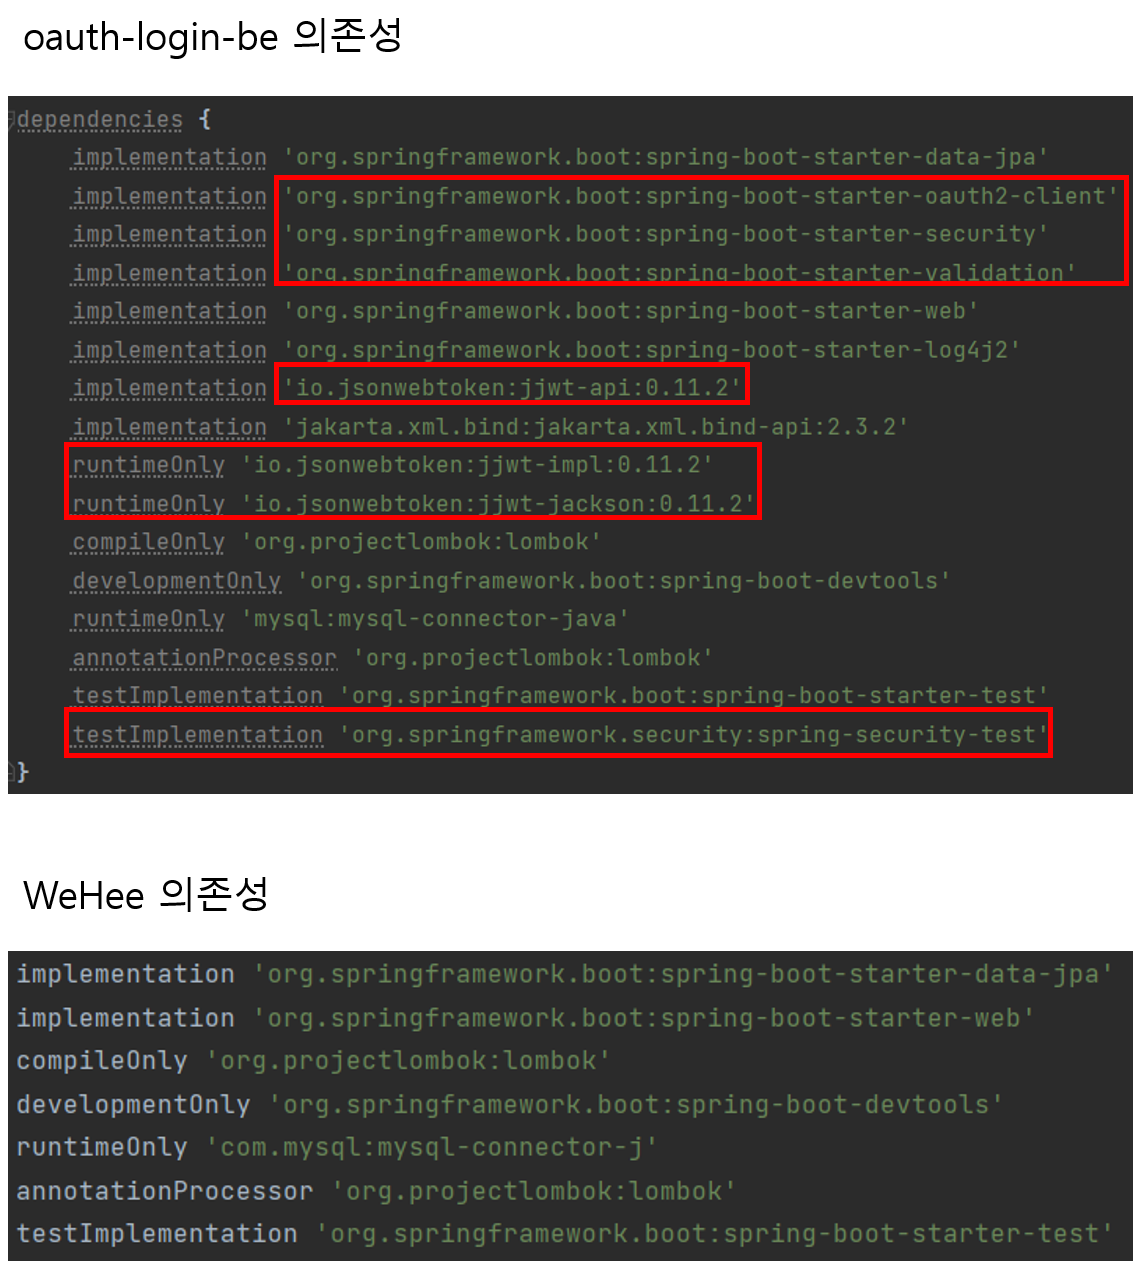 oauth-login-be 의존성
dependencies {
implementation 'org.springframework.boot:spring-boot-starter-data-jpa'
implementation 'org.springframework.boot:spring-boot-starter-oauth2-client'
implementation 'org.springframework.boot:spring-boot-starter-security'
implementation 'org.springframework.boot:spring-boot-starter-validation'
implementation 'org.springframework.boot:spring-boot-starter-web'
implementation 'org.springframework.boot:spring-boot-starter-log4j2'
implementation 'io.jsonwebtoken:jjwt-api:0.11.2'
implementation 'jakarta.xml.bind:jakarta.xml.bind-api:2.3.2'
runtimeOnly 'io.jsonwebtoken:jjwt-impl:0.11.2'
runtimeOnly 'io.jsonwebtoken:jjwt-jackson:0.11.2'
compileOnly 'org.projectlombok:lombok'
developmentOnly 'org.springframework.boot:spring-boot-devtools'
runtimeOnly 'mysql:mysql-connector-java'
annotationProcessor 'org.projectlombok:lombok'
testImplementation 'org.springframework.boot:spring-boot-starter-test'
testImplementation 'org.springframework.security:spring-security-test'
}
WeHee 의존성
implementation 'org.springframework.boot:spring-boot-starter-data-jpa'
implementation 'org.springframework.boot:spring-boot-starter-web'
compileOnly 'org.projectlombok:lombok'
developmentOnly 'org.springframework.boot:spring-boot-devtools'
runtimeOnly 'com.mysql:mysql-connector-j'
annotationProcessor 'org.projectlombok:lombok'
testImplementation 'org.springframework.boot:spring-boot-starter-test'